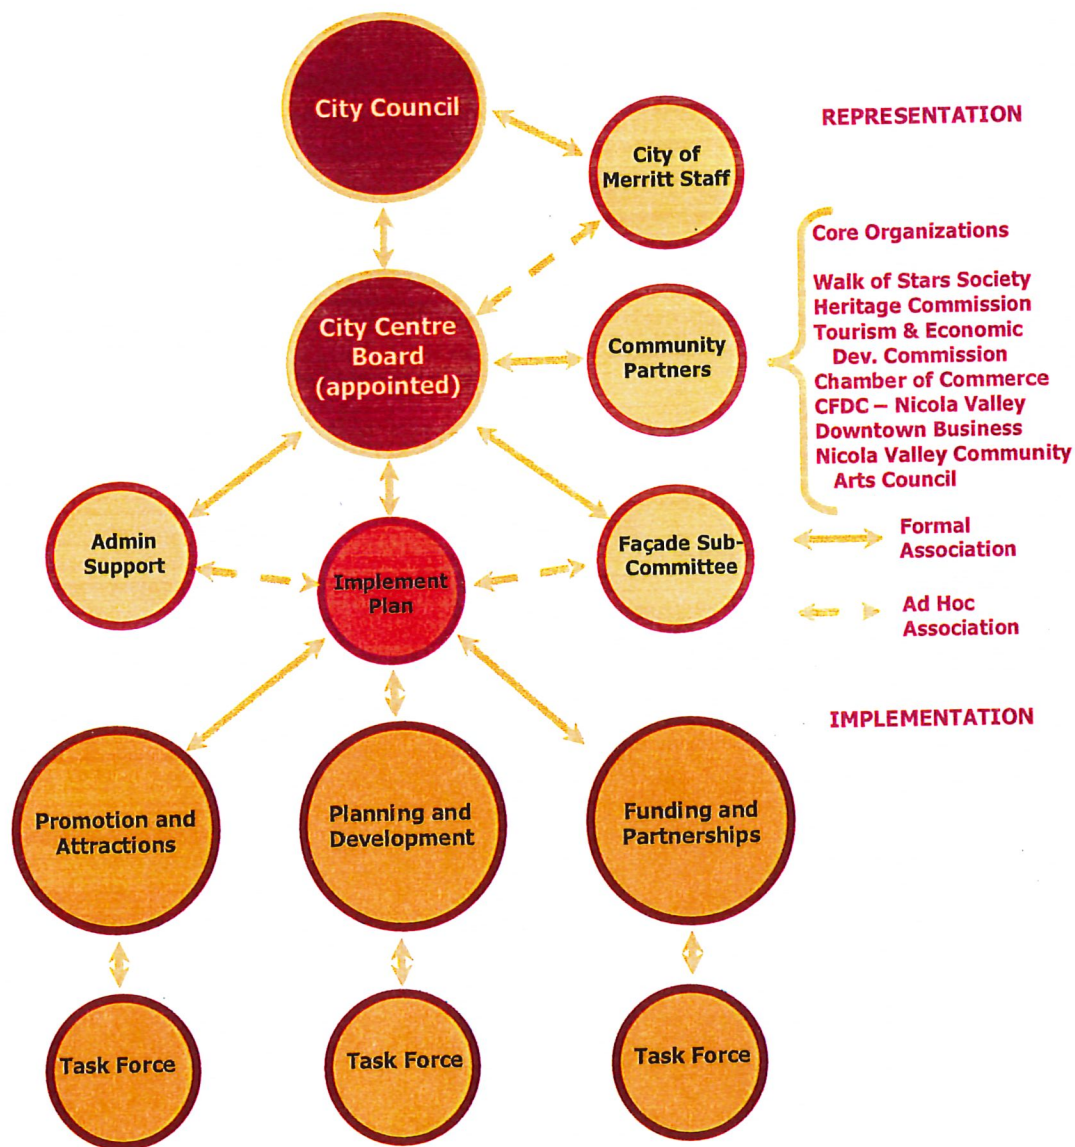 City Council
REPRESENTATION
City of
Merritt Staff
Core Organizations
Walk of Stars Society
Heritage Commission
Tourism & Economic
Dev. Commission
Chamber of Commerce
CFDC – Nicola Valley
Downtown Business
Nicola Valley Community
Arts Council
City Centre
Board
(appointed)
Community
Partners
Admin
Support
Implement
Plan
Façade Sub-
Committee
Formal
Association
Ad Hoc
Association
IMPLEMENTATION
Promotion and
Attractions
Planning and
Development
Funding and
Partnerships
Task Force
Task Force
Task Force